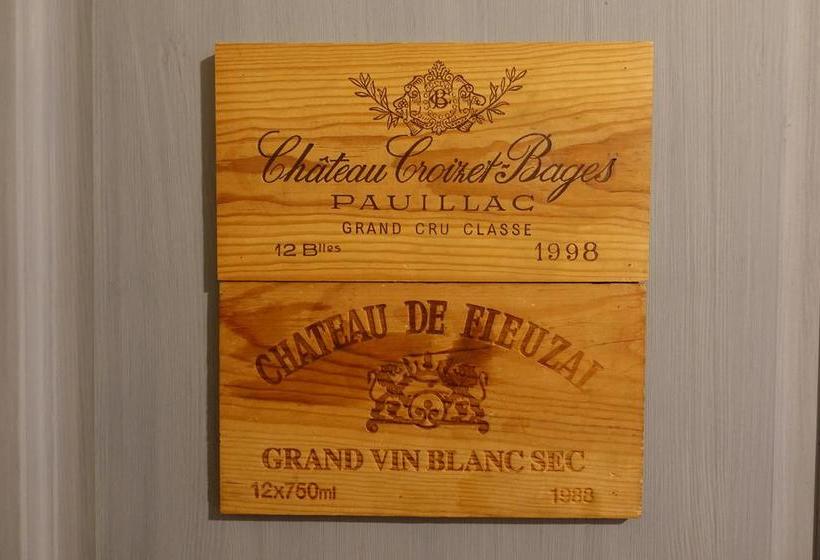 CB
Château Croizet-Bages
PAUILLAC
GRAND CRU CLASSE
12 Blles 1998
CHATEAU DE FIEUZAL
GRAND VIN BLANC SEC
12x750ml 1988